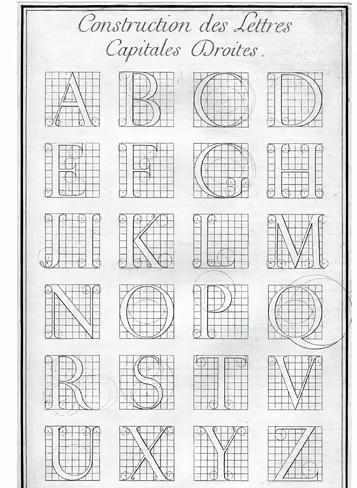 Construction des Lettres
Capitales Droites.
A B C D
E F G H
J I K L M
N O P Q
R S T V
U X Y Z